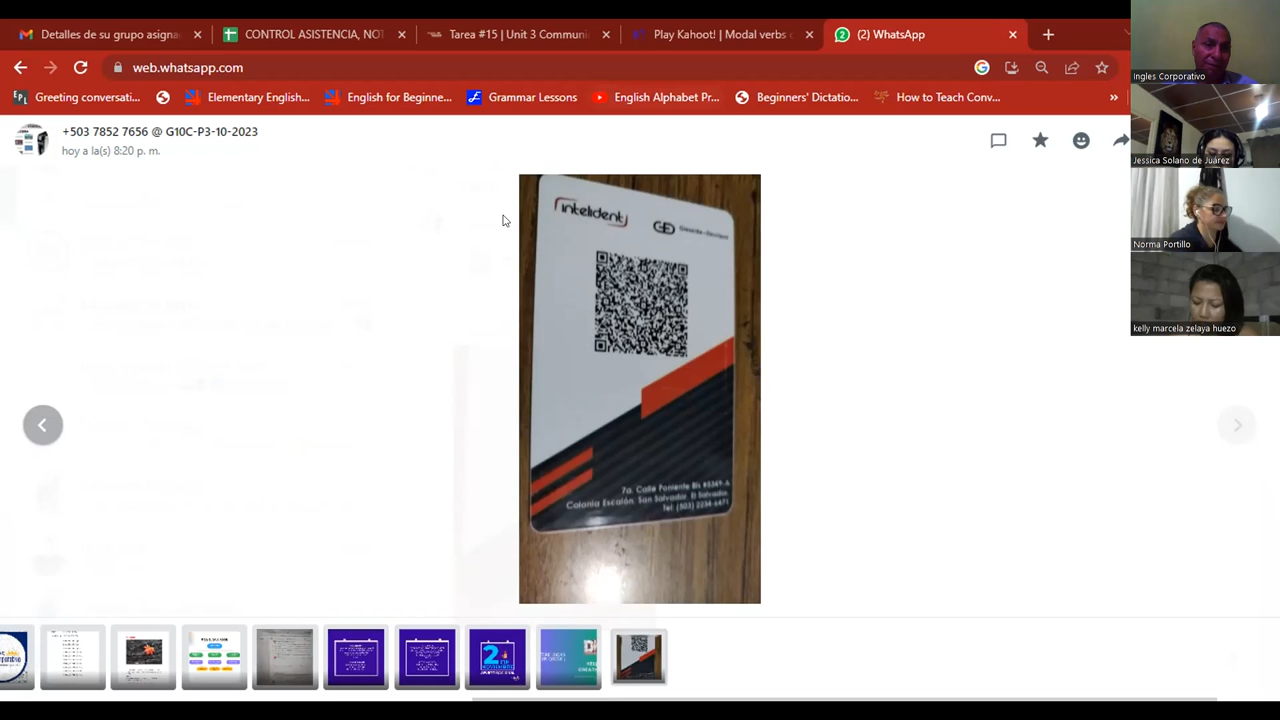 Detalles de su grupo asigna
CONTROL ASISTENCIA, NOT
Tarea #15 | Unit 3 Communi
Play Kahoot! | Modal verbs c
(2) WhatsApp
web.whatsapp.com
Greeting conversati...
Elementary English...
English for Beginne...
Grammar Lessons
English Alphabet Pr...
Beginners' Dictatio...
How to Teach Conv...
»
+503 7852 7656 @ G10C-P3-10-2023
hoy a la(s) 8:20 p. m.
Ingles Corporativo
Jessica Solano de Juárez
Norma Portillo
kelly marcela zelaya huezo
intelident
7a. Calle Poniente Bis
Colonia Escalón, San Salvador, El Salvador
Tel: (503)